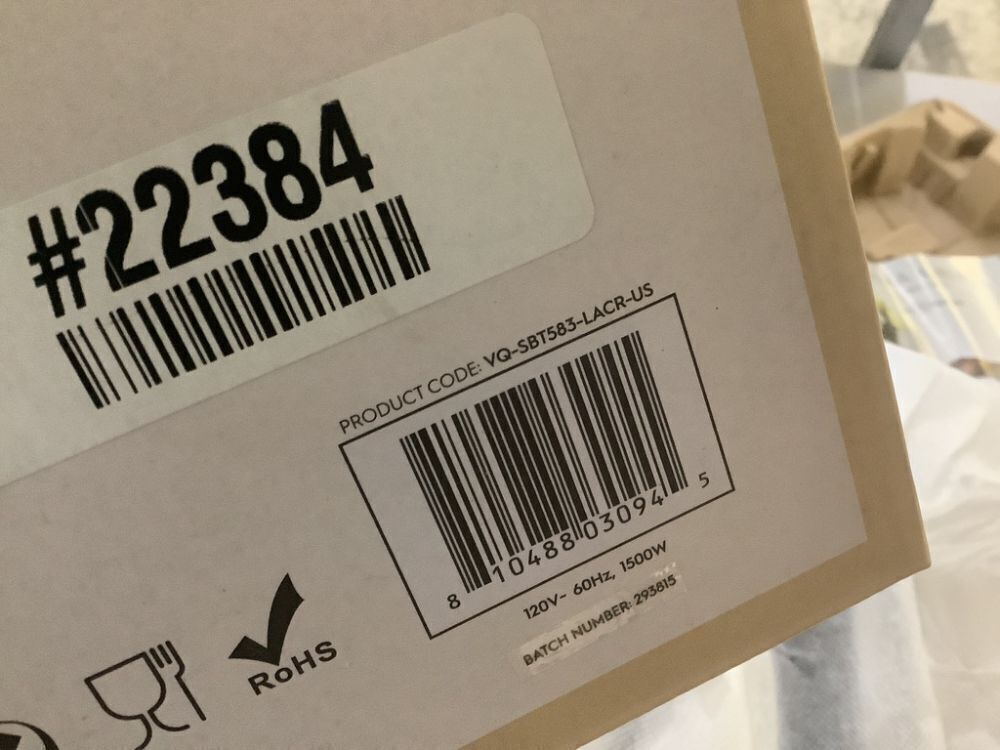 #22384
PRODUCT CODE: VQ-SBT583-LACR-US
8 10488 03094 5
120V~ 60Hz, 1500W
BATCH NUMBER: 293815
RoHS